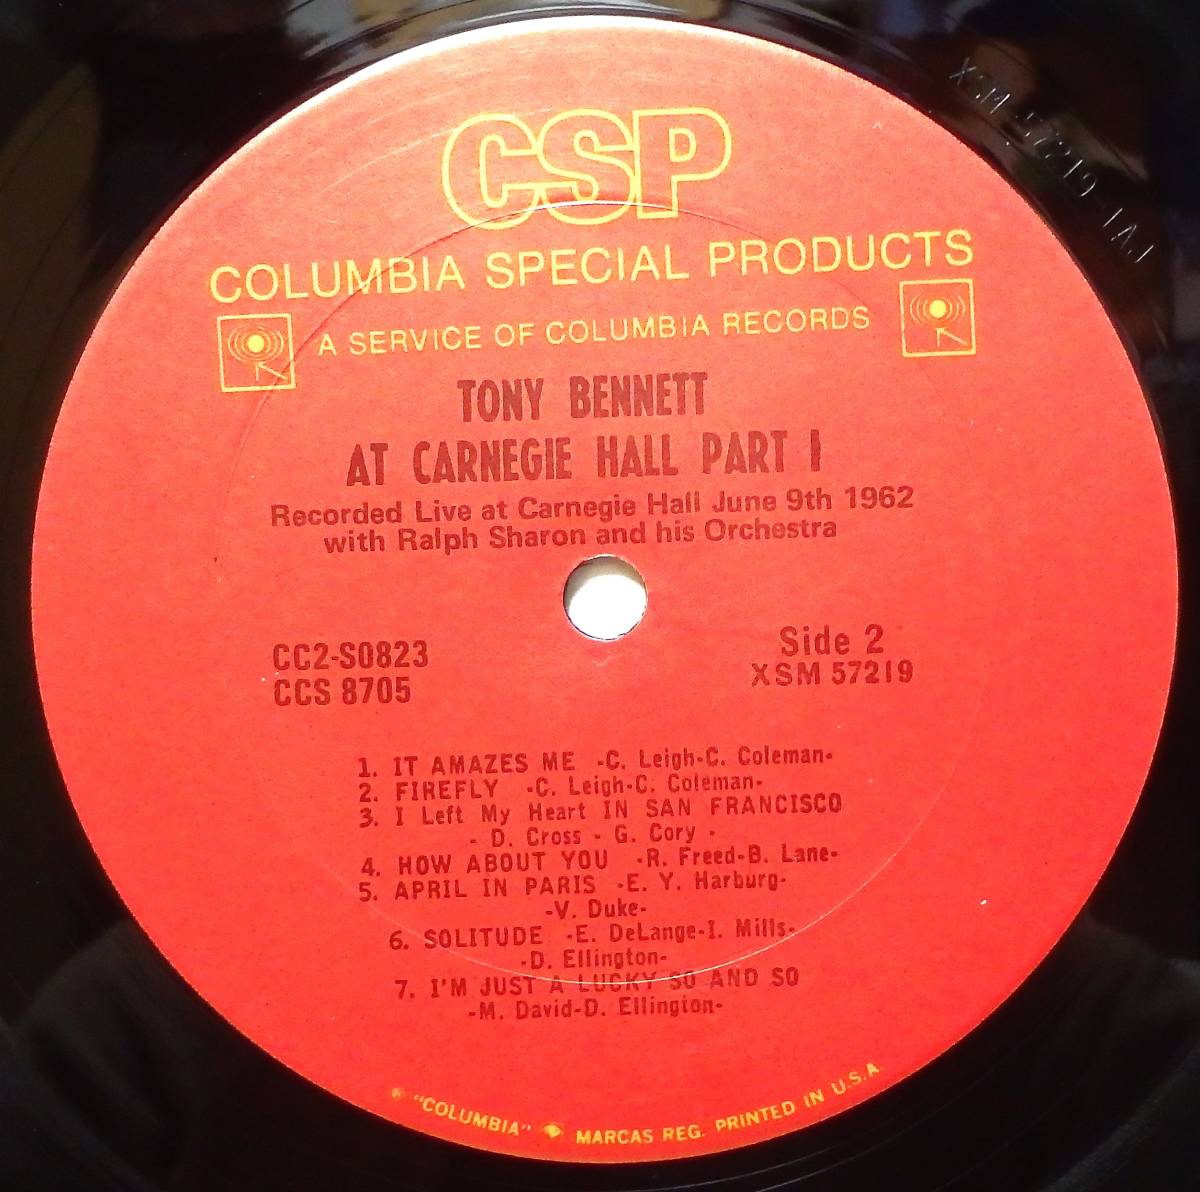 XSM 57219-1AJ
CSP
COLUMBIA SPECIAL PRODUCTS
A SERVICE OF COLUMBIA RECORDS
TONY BENNETT
AT CARNEGIE HALL PART I
Recorded Live at Carnegie Hall June 9th 1962
with Ralph Sharon and his Orchestra
CC2-S0823
CCS 8705
Side 2
XSM 57219
1. IT AMAZES ME -C. Leigh-C. Coleman-
2. FIREFLY -C. Leigh-C. Coleman-
3. I Left My Heart IN SAN FRANCISCO
- D. Cross - G. Cory -
4. HOW ABOUT YOU -R. Freed-B. Lane-
5. APRIL IN PARIS -E. Y. Harburg-
-V. Duke-
6. SOLITUDE -E. DeLange-I. Mills-
-D. Ellington-
7. I'M JUST A LUCKY SO AND SO
-M. David-D. Ellington-
"COLUMBIA" MARCAS REG. PRINTED IN U.S.A.